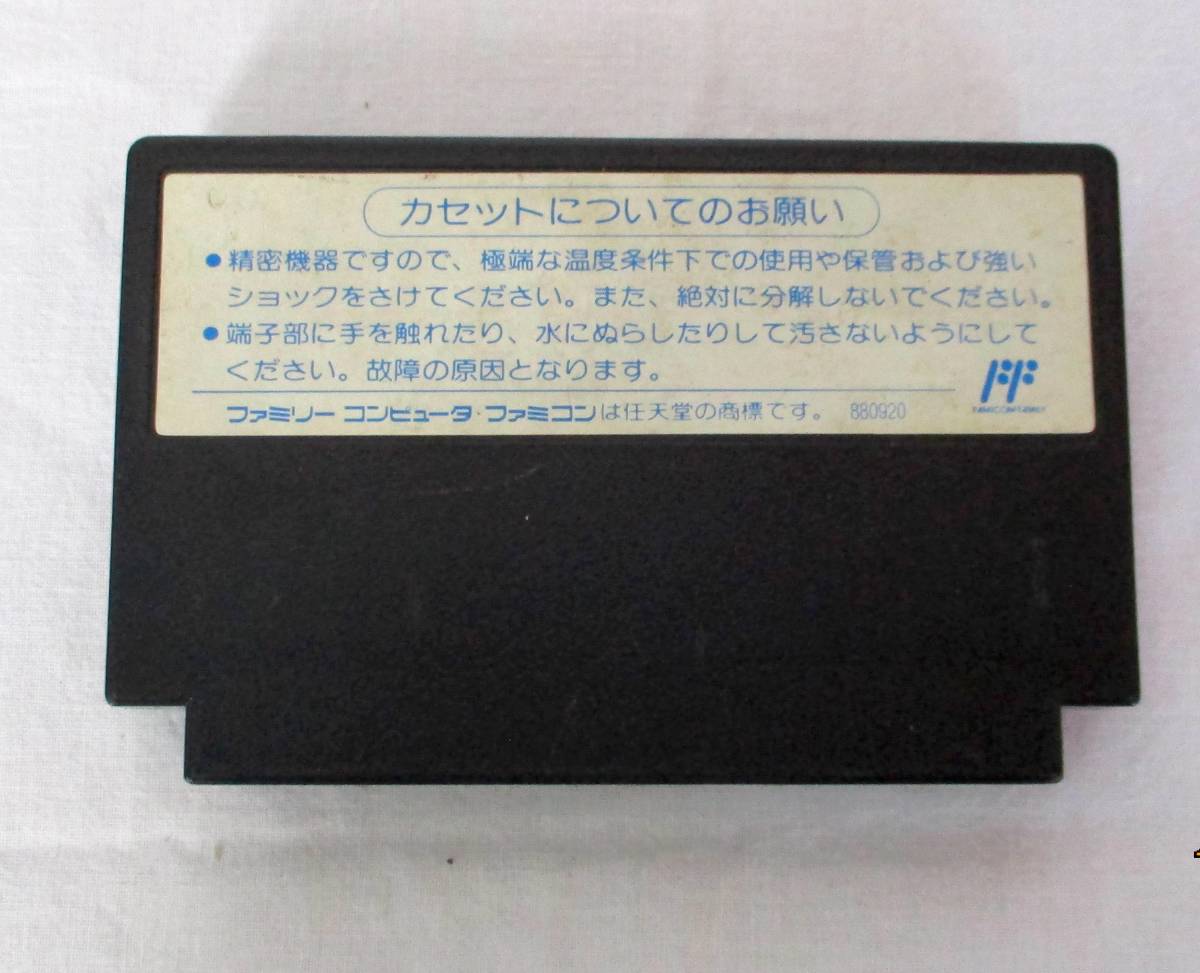 カセットについてのお願い
●精密機器ですので、極端な温度条件下での使用や保管および強い
ショックをさけてください。また、絶対に分解しないでください。
●端子部に手を触れたり、水にぬらしたりして汚さないようにして
ください。故障の原因となります。
FF
FAMICOM FAMILY
ファミリー コンピュータ・ファミコンは任天堂の商標です。 880920